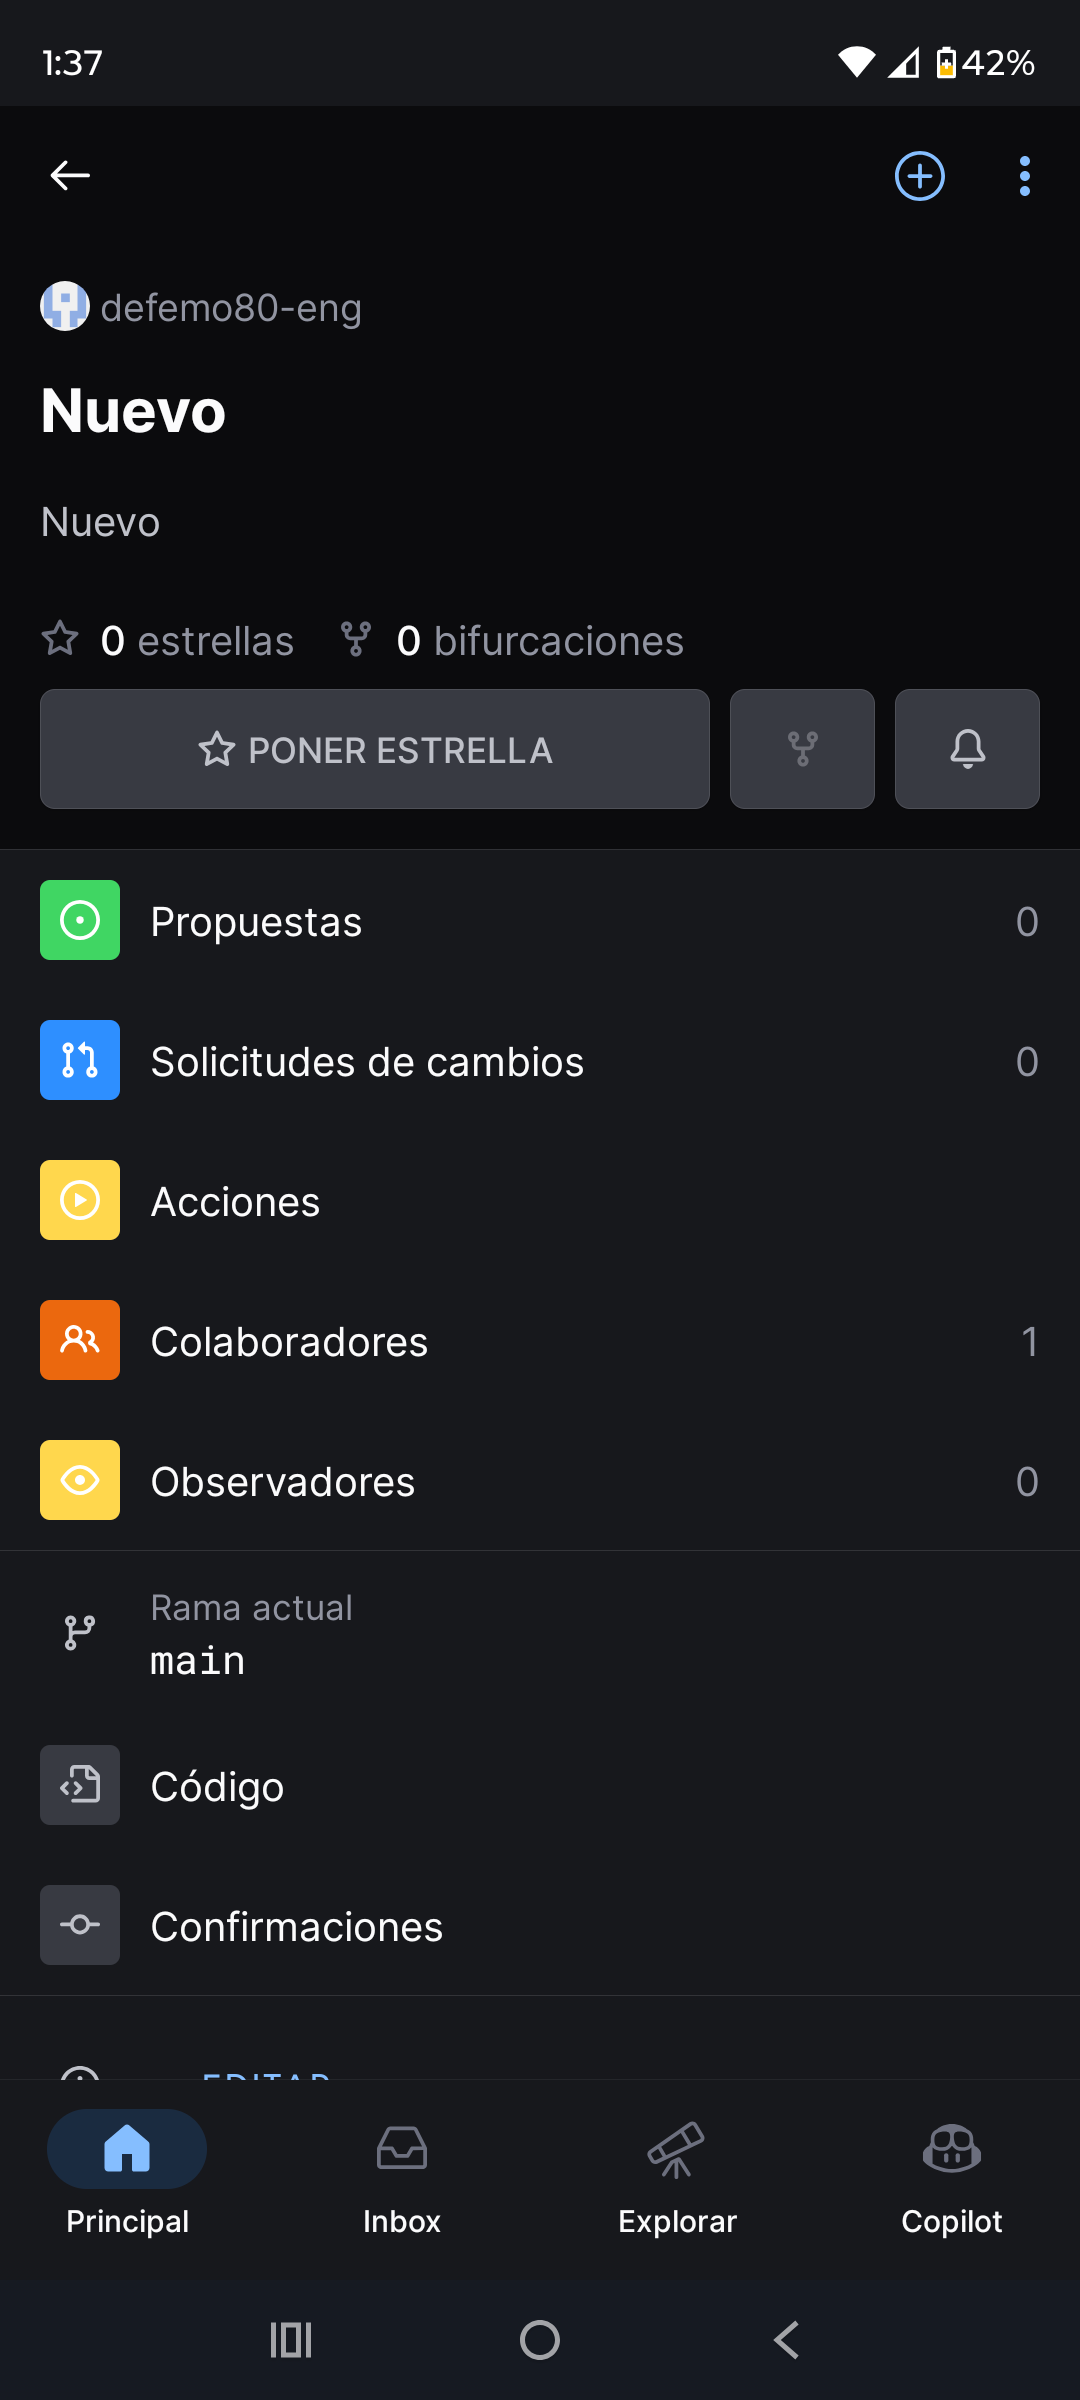 1:37
42%
defemo80-eng
Nuevo
Nuevo
0 estrellas 0 bifurcaciones
PONER ESTRELLA
Propuestas 0
Solicitudes de cambios 0
Acciones
Colaboradores 1
Observadores 0
Rama actual
main
Código
Confirmaciones
EDITAR
Principal Inbox Explorar Copilot